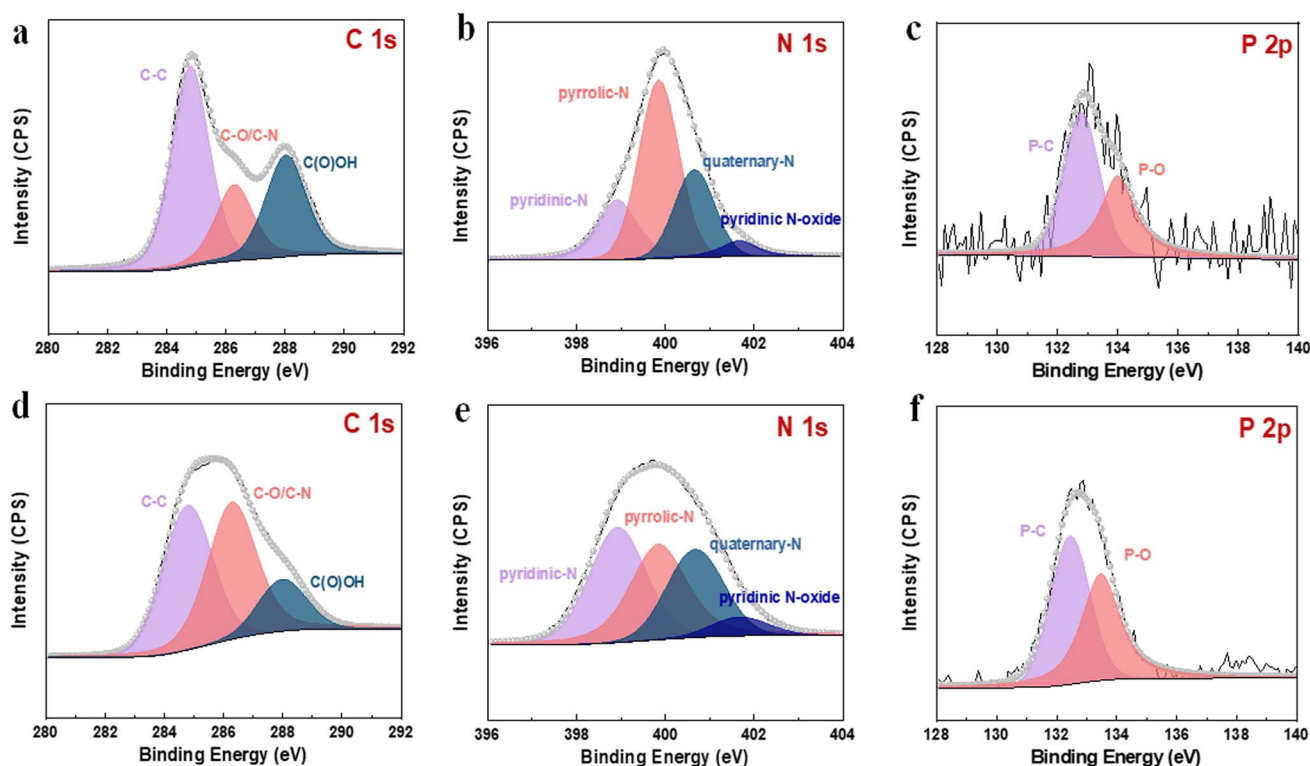 a
C 1s
C-C
C-O/C-N
C(O)OH
Intensity (CPS)
280 282 284 286 288 290 292
Binding Energy (eV)
b
N 1s
pyrrolic-N
quaternary-N
pyridinic-N
pyridinic N-oxide
Intensity (CPS)
396 398 400 402 404
Binding Energy (eV)
c
P 2p
P-C
P-O
Intensity (CPS)
128 130 132 134 136 138 140
Binding Energy (eV)
d
C 1s
C-C
C-O/C-N
C(O)OH
Intensity (CPS)
280 282 284 286 288 290 292
Binding Energy (eV)
e
N 1s
pyrrolic-N
quaternary-N
pyridinic-N
pyridinic N-oxide
Intensity (CPS)
396 398 400 402 404
Binding Energy (eV)
f
P 2p
P-C
P-O
Intensity (CPS)
128 130 132 134 136 138 140
Binding Energy (eV)